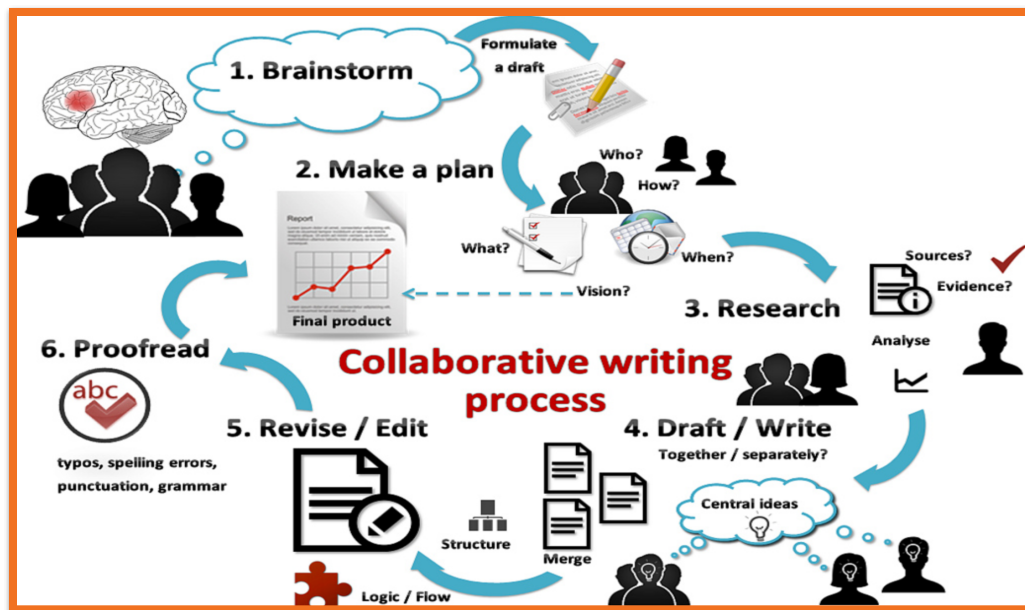 1. Brainstorm
Formulate
a draft
2. Make a plan
Who?
How?
What?
When?
Vision?
Report
Final product
3. Research
Sources?
Evidence?
Analyse
Collaborative writing
process
4. Draft / Write
Together / separately?
Central ideas
Merge
Structure
Logic / Flow
5. Revise / Edit
6. Proofread
abc
typos, spelling errors,
punctuation, grammar